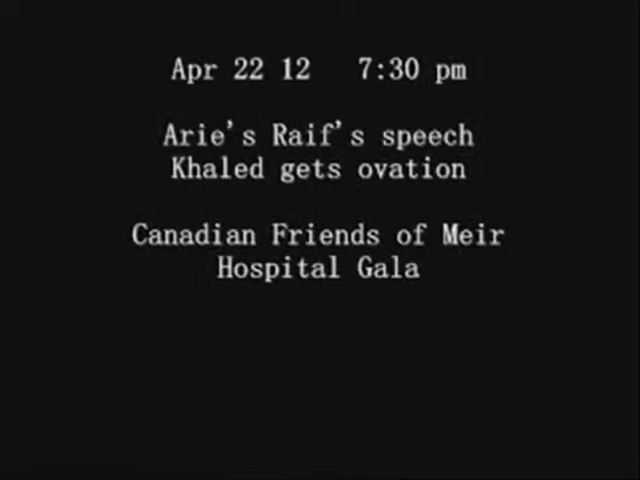 Apr 22 12 7:30 pm
Arie's Raif's speech
Khaled gets ovation
Canadian Friends of Meir
Hospital Gala